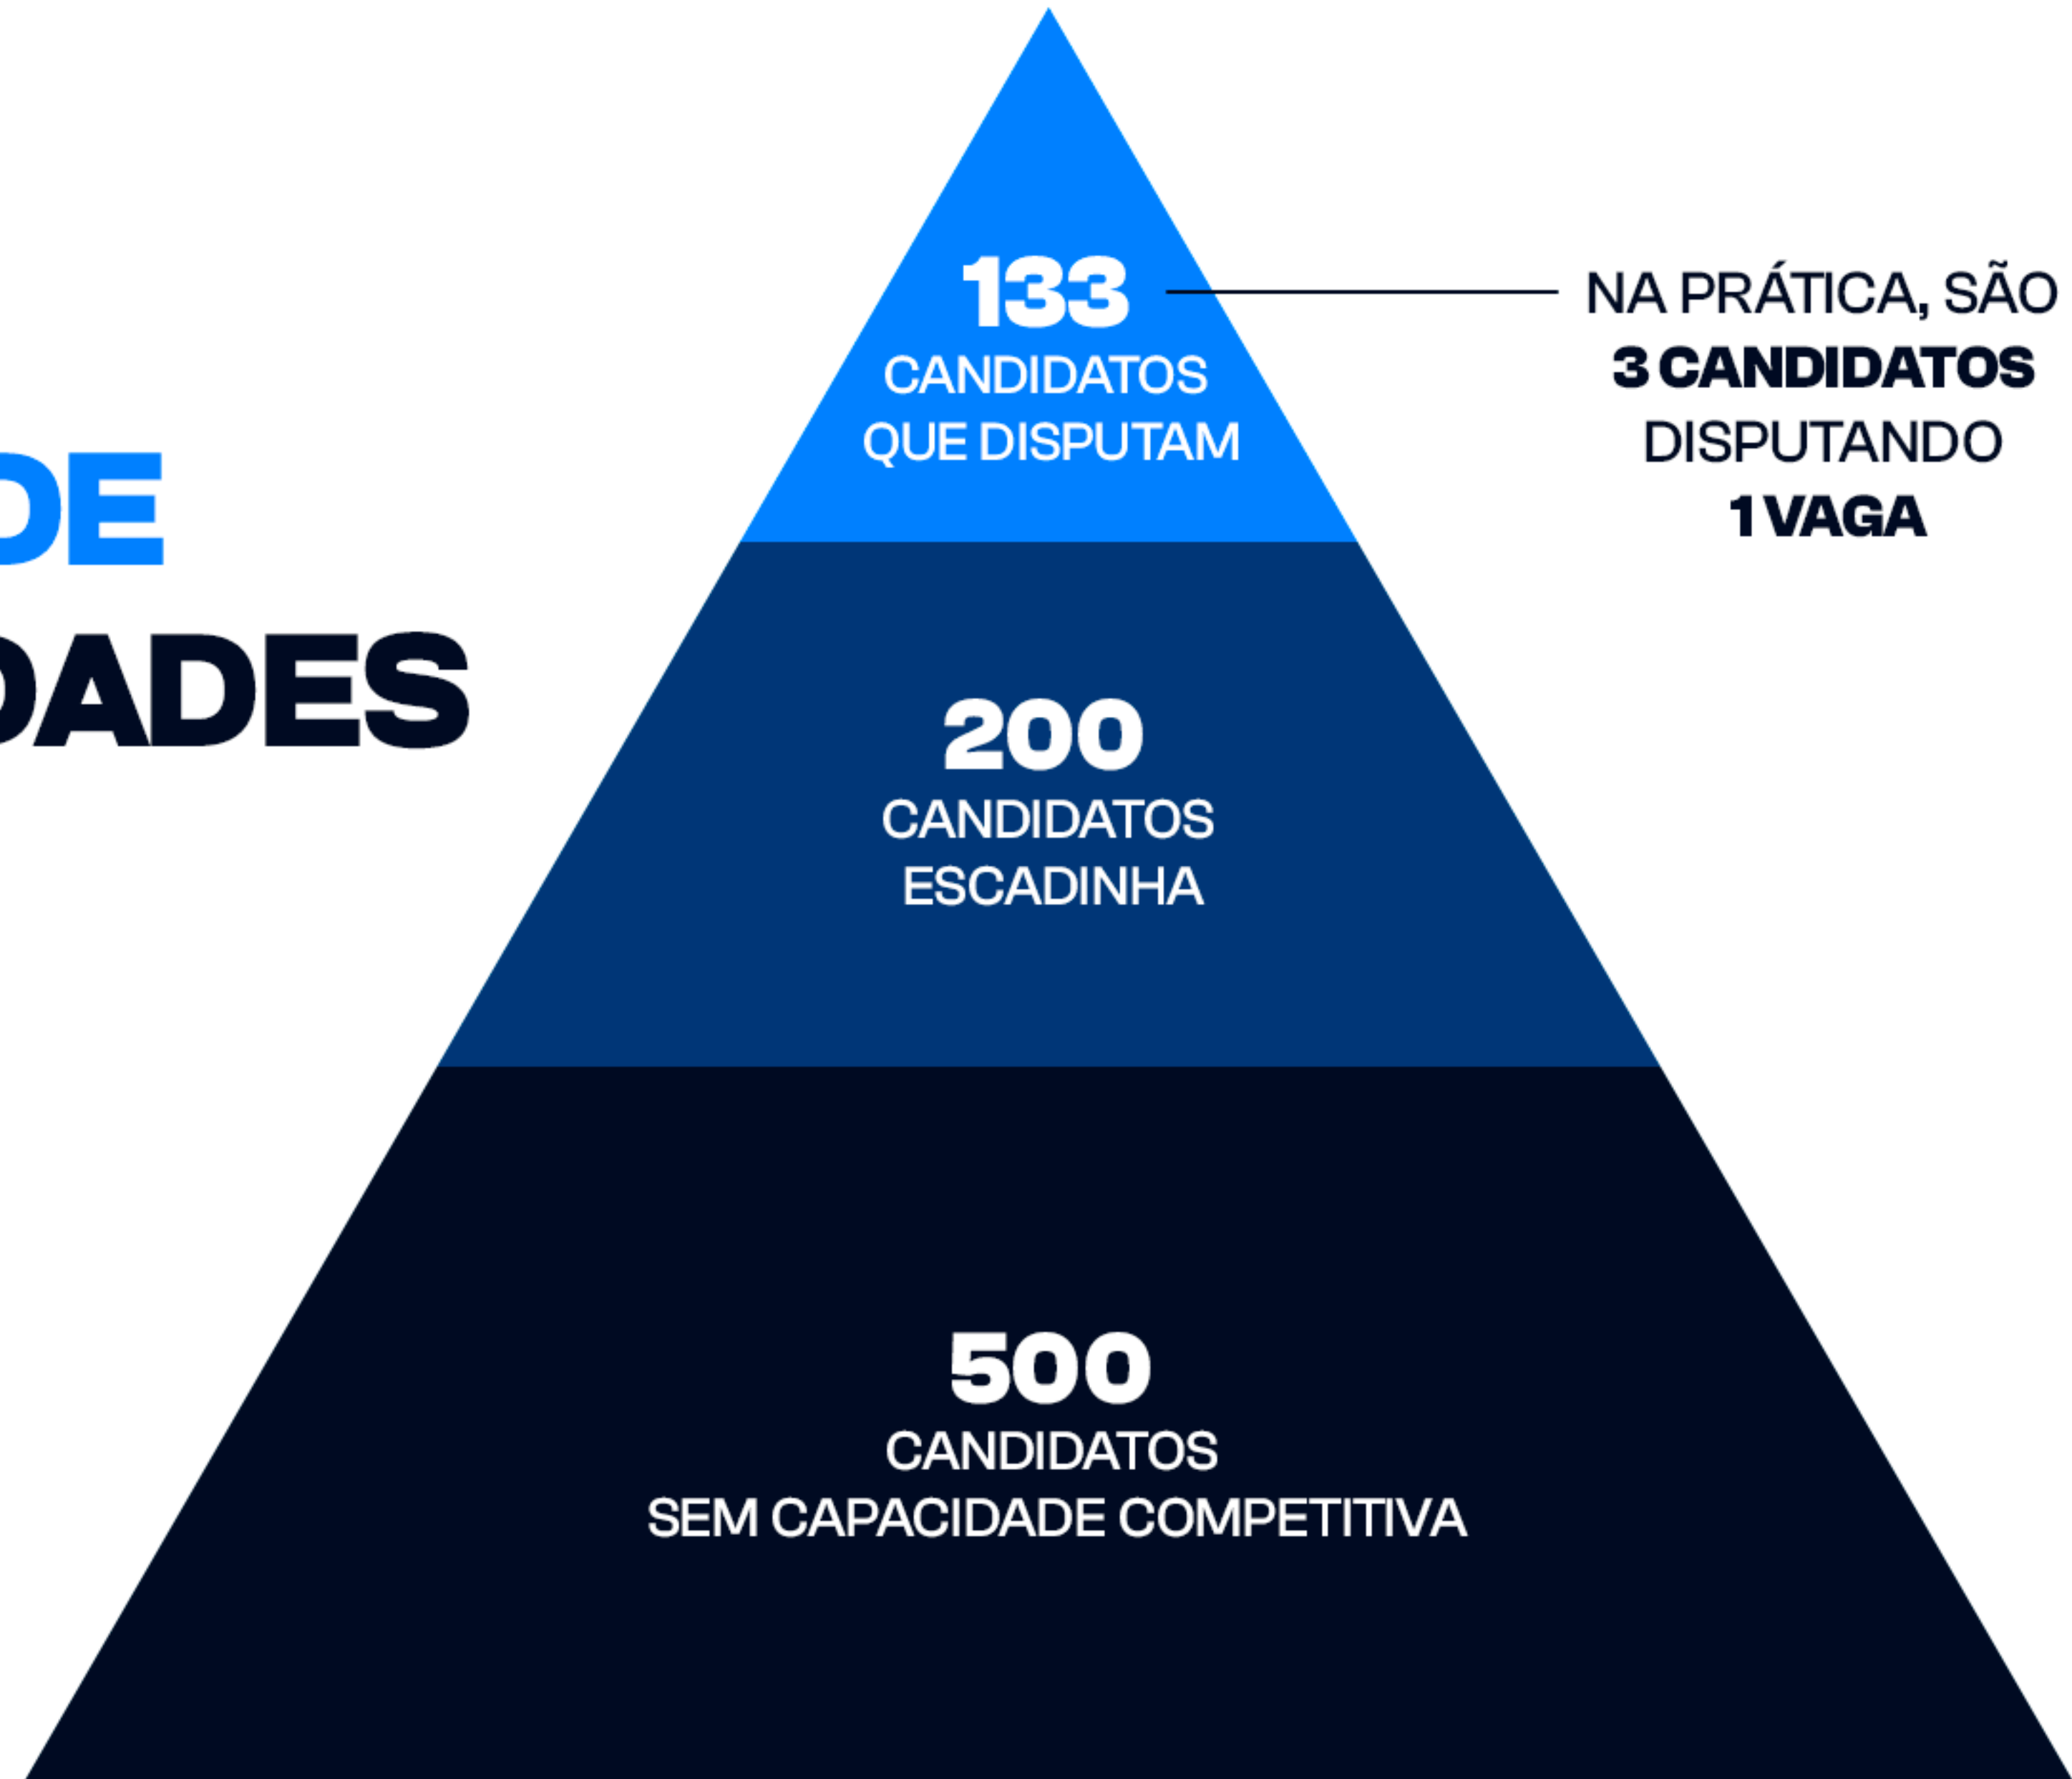 DE
DADES
133
CANDIDATOS
QUE DISPUTAM
NA PRÁTICA, SÃO
3 CANDIDATOS
DISPUTANDO
1 VAGA
200
CANDIDATOS
ESCADINHA
500
CANDIDATOS
SEM CAPACIDADE COMPETITIVA